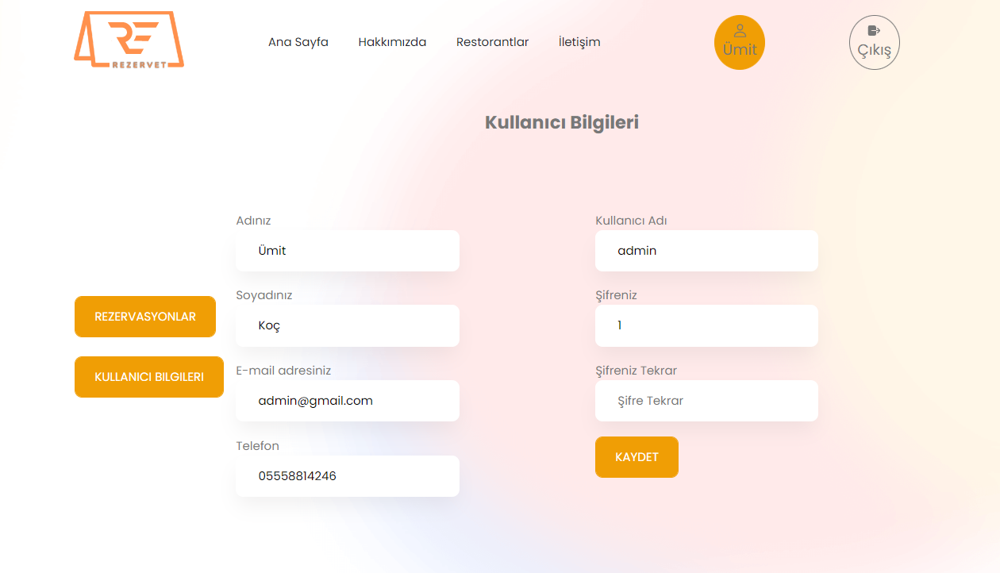 RE
REZERVET
Ana Sayfa
Hakkımızda
Restorantlar
İletişim
Ümit
Çıkış
Kullanıcı Bilgileri
REZERVASYONLAR
KULLANICI BILGILERI
Adınız
Ümit
Soyadınız
Koç
E-mail adresiniz
admin@gmail.com
Telefon
05558814246
Kullanıcı Adı
admin
Şifreniz
1
Şifreniz Tekrar
Şifre Tekrar
KAYDET